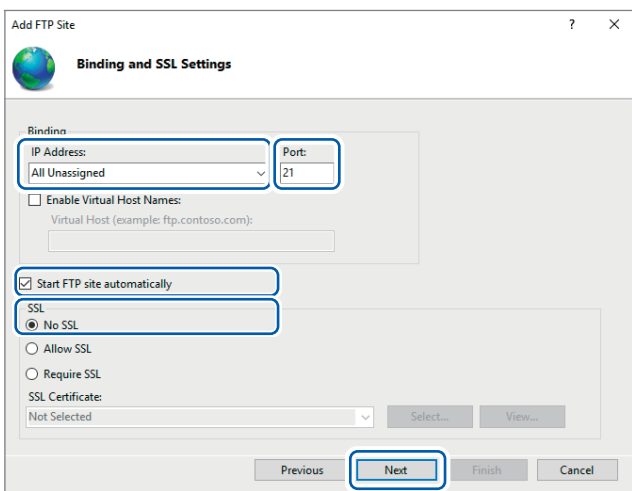 Add FTP Site ? ×
Binding and SSL Settings
Binding
IP Address: Port:
All Unassigned 21
Enable Virtual Host Names:
Virtual Host (example: ftp.contoso.com):
Start FTP site automatically
SSL
No SSL
Allow SSL
Require SSL
SSL Certificate:
Not Selected Select... View...
Previous Next Finish Cancel